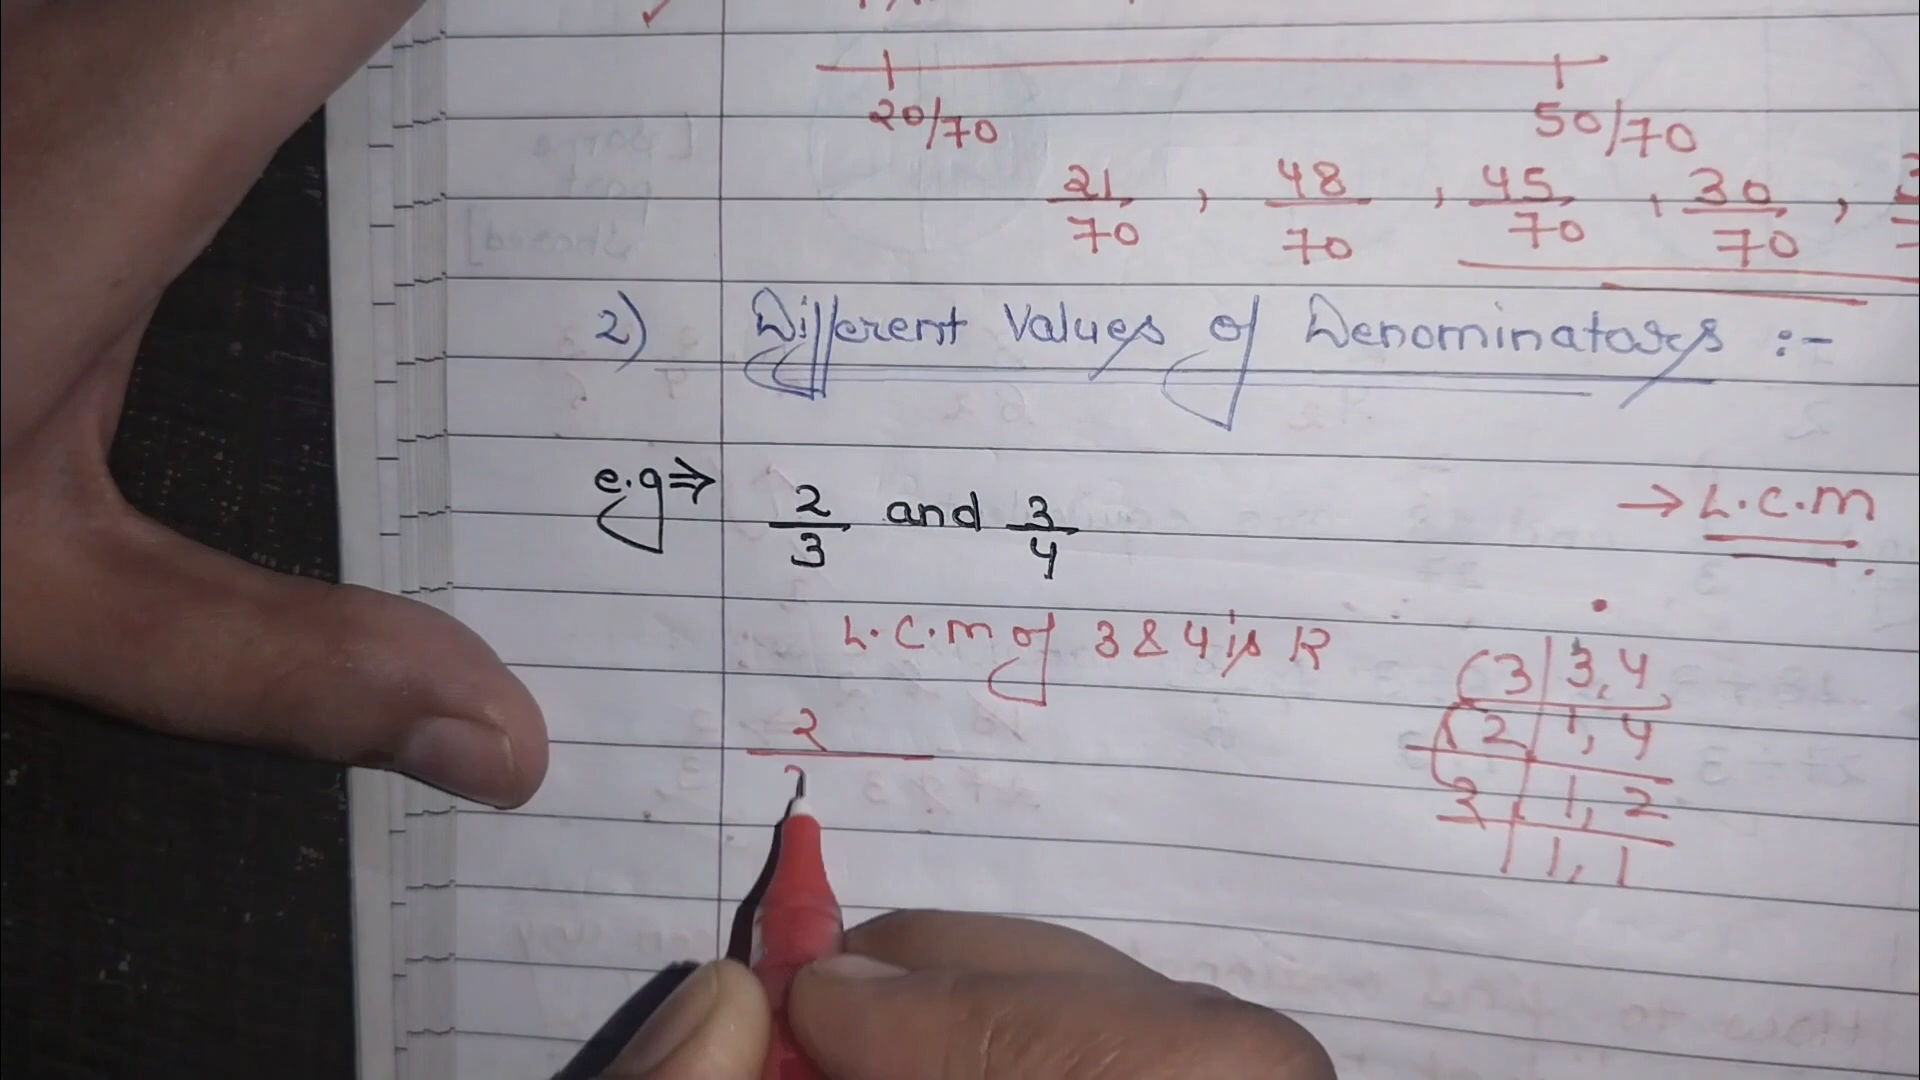 20/70 50/70
21/70 , 48/70 , 45/70 , 30/70 ,
2) Different Values of Denominators :-
e.g ⇒ 2/3 and 3/4 → L.C.M
L.C.M of 3 & 4 is 12
3 | 3, 4
2 | 1, 4
2 | 1, 2
| 1, 1
2